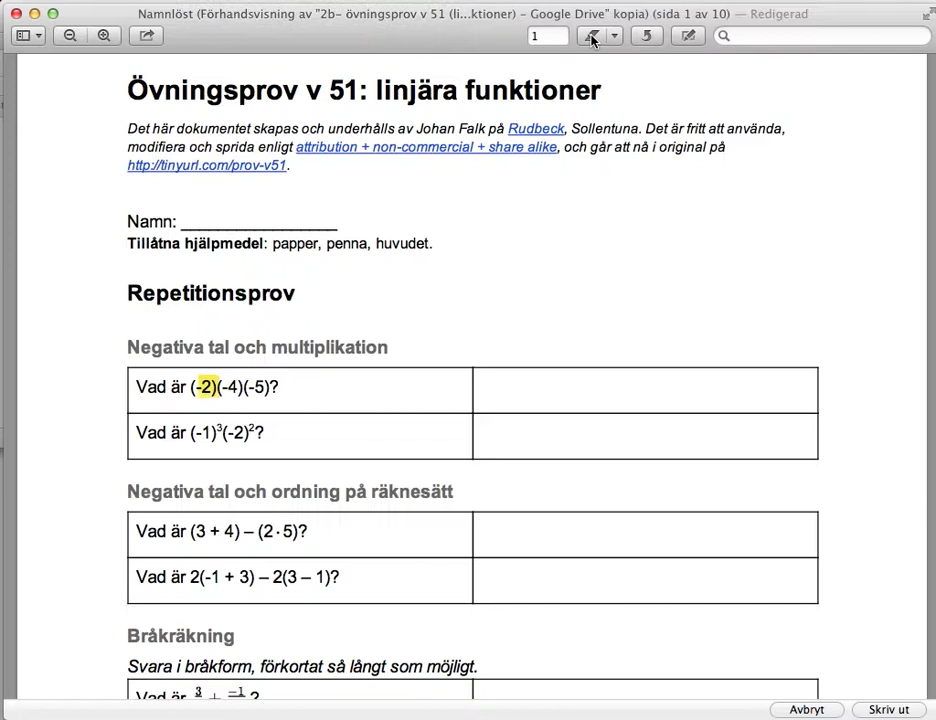 Namnlöst (Förhandsvisning av "2b- övningsprov v 51 (li...ktioner) – Google Drive" kopia) (sida 1 av 10) — Redigerad
1
Övningsprov v 51: linjära funktioner
Det här dokumentet skapas och underhålls av Johan Falk på Rudbeck, Sollentuna. Det är fritt att använda,
modifiera och sprida enligt attribution + non-commercial + share alike, och går att nå i original på
http://tinyurl.com/prov-v51.
Namn: __________________
Tillåtna hjälpmedel: papper, penna, huvudet.
Repetitionsprov
Negativa tal och multiplikation
Vad är (-2)(-4)(-5)?
Vad är (-1)³(-2)²?
Negativa tal och ordning på räknesätt
Vad är (3 + 4) – (2·5)?
Vad är 2(-1 + 3) – 2(3 – 1)?
Bråkräkning
Svara i bråkform, förkortat så långt som möjligt.
Vad är 3 + -1 ?
Avbryt Skriv ut